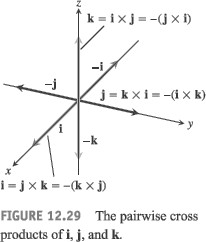 z
k = i × j = −(j × i)
−j
−i
j = k × i = −(i × k)
y
i
−k
x
i = j × k = −(k × j)
FIGURE 12.29 The pairwise cross
products of i, j, and k.